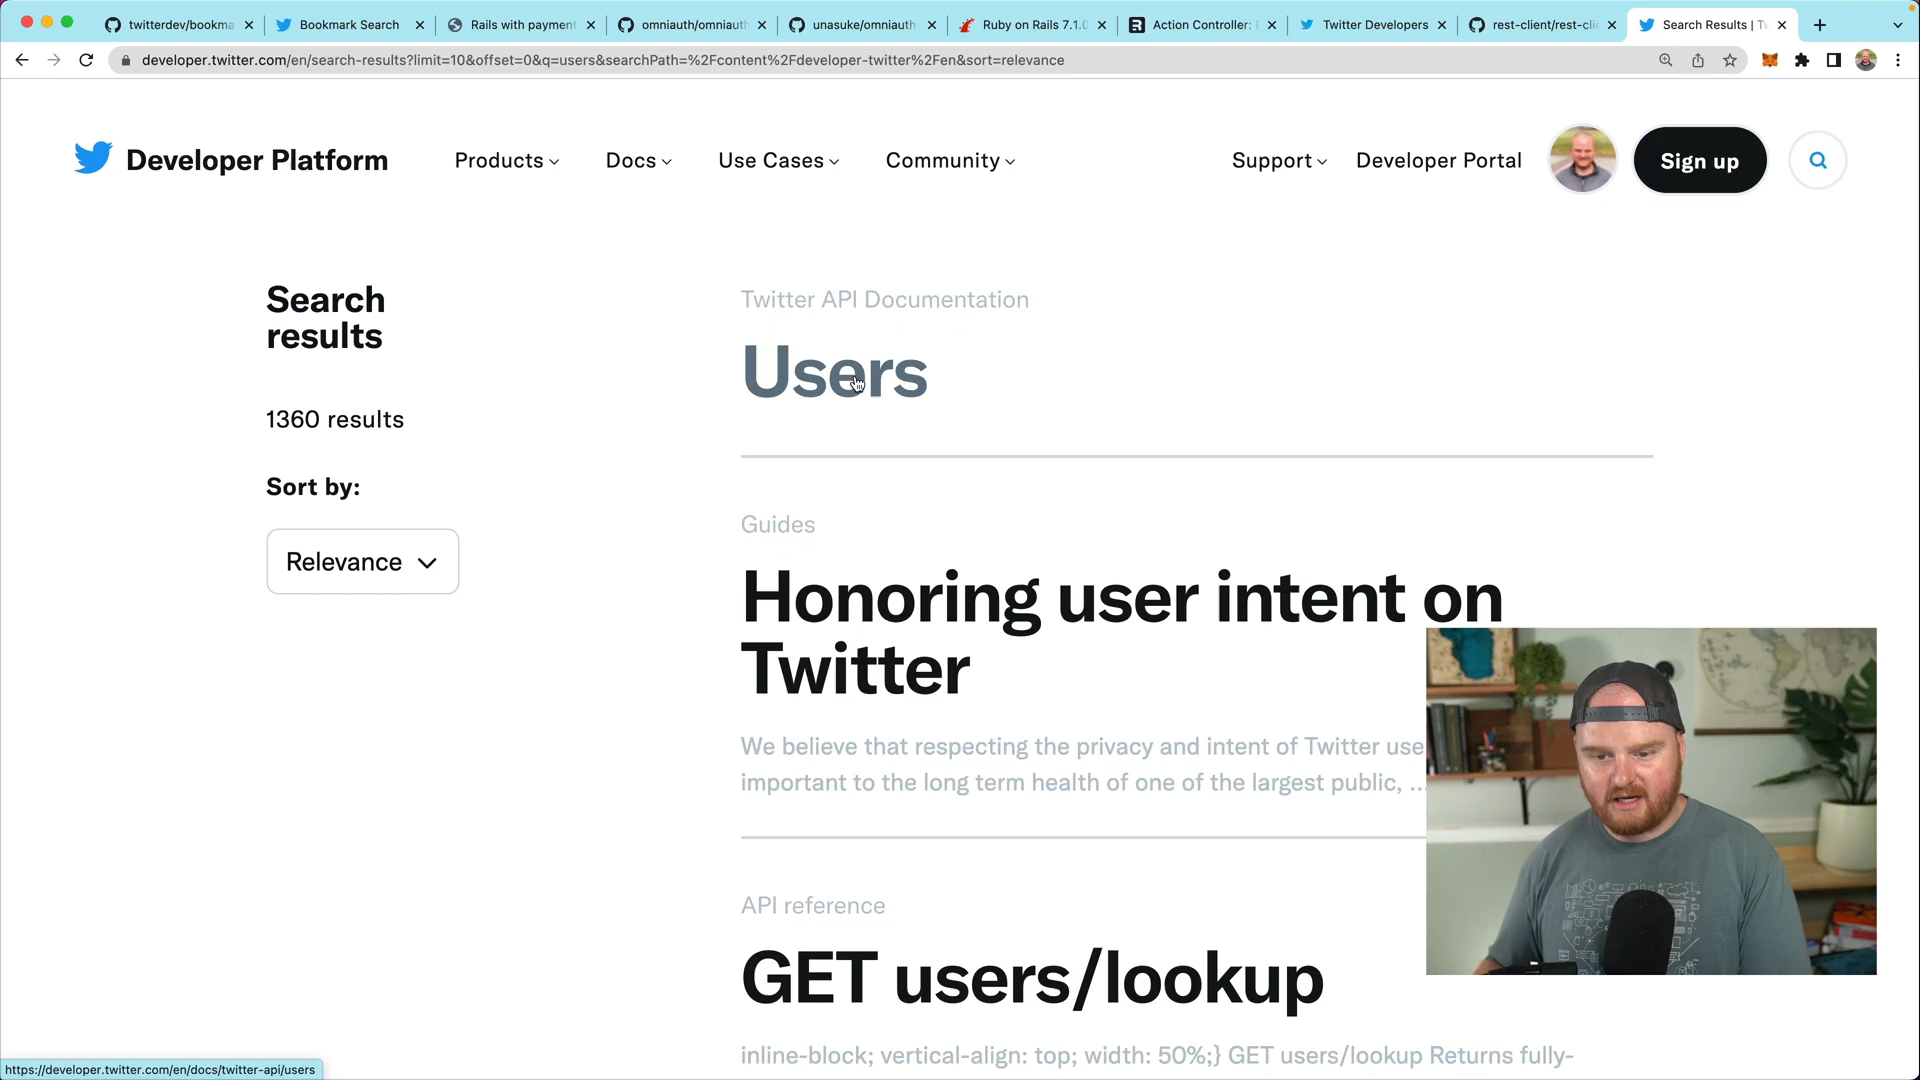 twitterdev/bookma
Bookmark Search
Rails with payment
omniauth/omniauth
unasuke/omniauth
Ruby on Rails 7.1.0
Action Controller:
Twitter Developers
rest-client/rest-cli
Search Results | Tw
developer.twitter.com/en/search-results?limit=10&offset=0&q=users&searchPath=%2Fcontent%2Fdeveloper-twitter%2Fen&sort=relevance
Developer Platform
Products
Docs
Use Cases
Community
Support
Developer Portal
Sign up
Search
results
1360 results
Sort by:
Relevance
Twitter API Documentation
Users
Guides
Honoring user intent on
Twitter
We believe that respecting the privacy and intent of Twitter use
important to the long term health of one of the largest public, ...
API reference
GET users/lookup
inline-block; vertical-align: top; width: 50%;} GET users/lookup Returns fully-
https://developer.twitter.com/en/docs/twitter-api/users